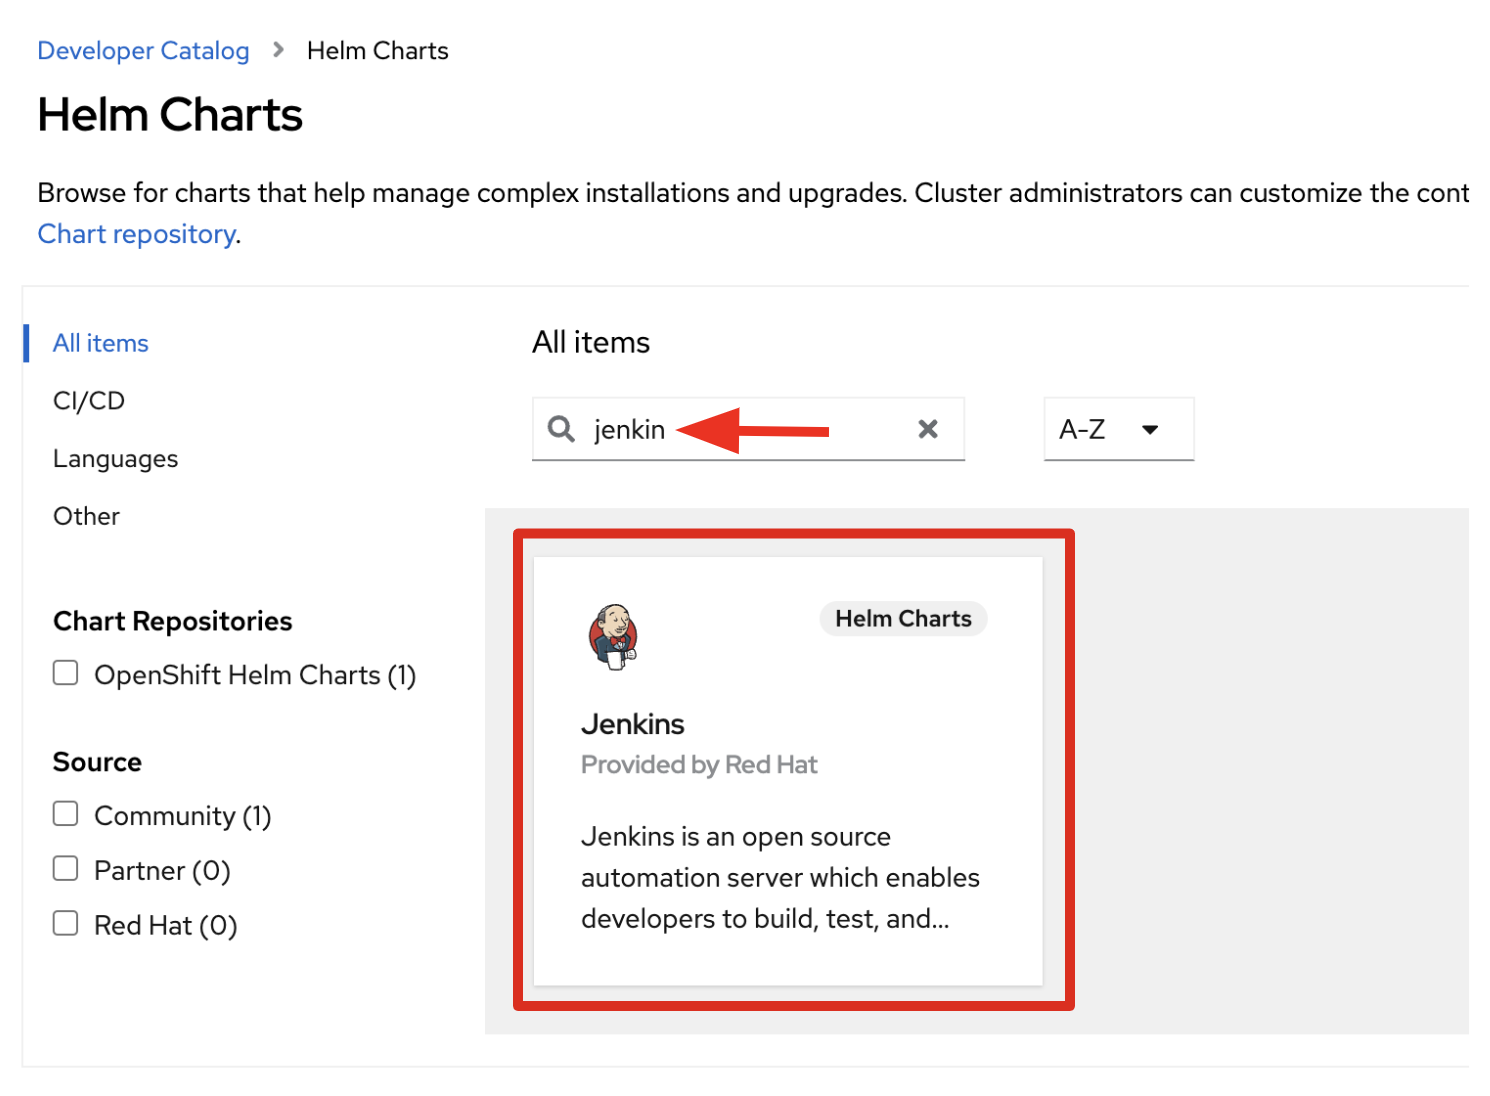 Developer Catalog > Helm Charts
Helm Charts
Browse for charts that help manage complex installations and upgrades. Cluster administrators can customize the cont
Chart repository.
All items
CI/CD
Languages
Other
Chart Repositories
OpenShift Helm Charts (1)
Source
Community (1)
Partner (0)
Red Hat (0)
All items
jenkin
A-Z
Helm Charts
Jenkins
Provided by Red Hat
Jenkins is an open source
automation server which enables
developers to build, test, and...